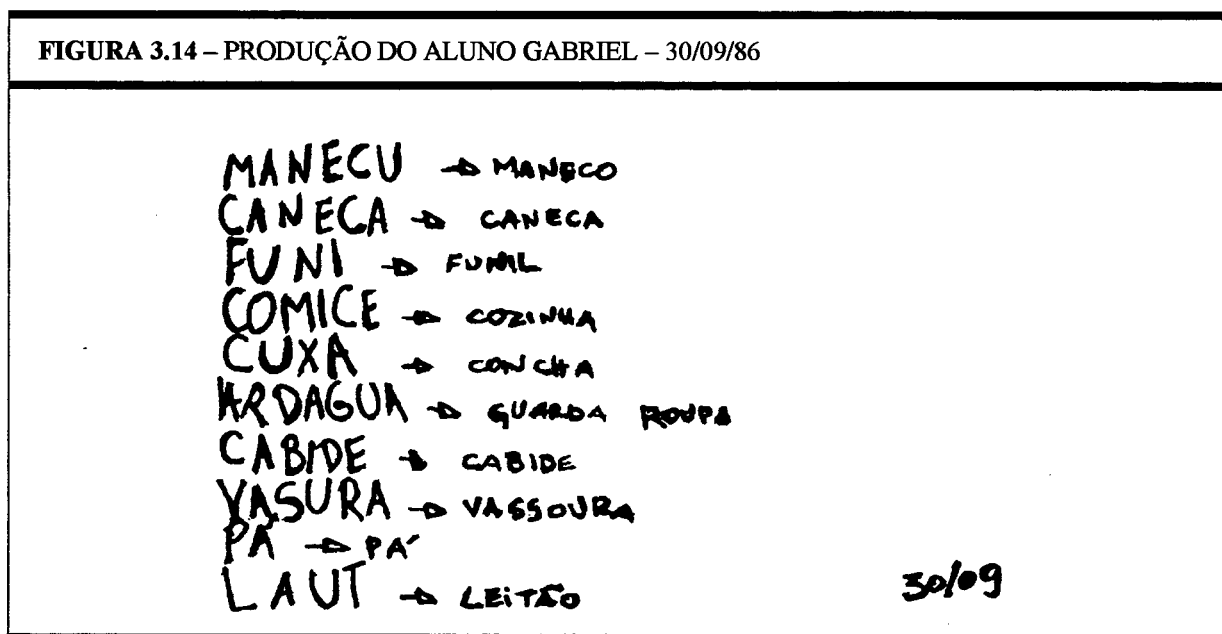 FIGURA 3.14 – PRODUÇÃO DO ALUNO GABRIEL – 30/09/86
MANECU → MANECO
CANECA → CANECA
FUNI → FUNIL
COMICE → COZINHA
CUXA → CONCHA
ARDAGUA → GUARDA ROUPA
CABIDE → CABIDE
VASURA → VASSOURA
PÁ → PÁ
LAUT → LEITÃO
30/09